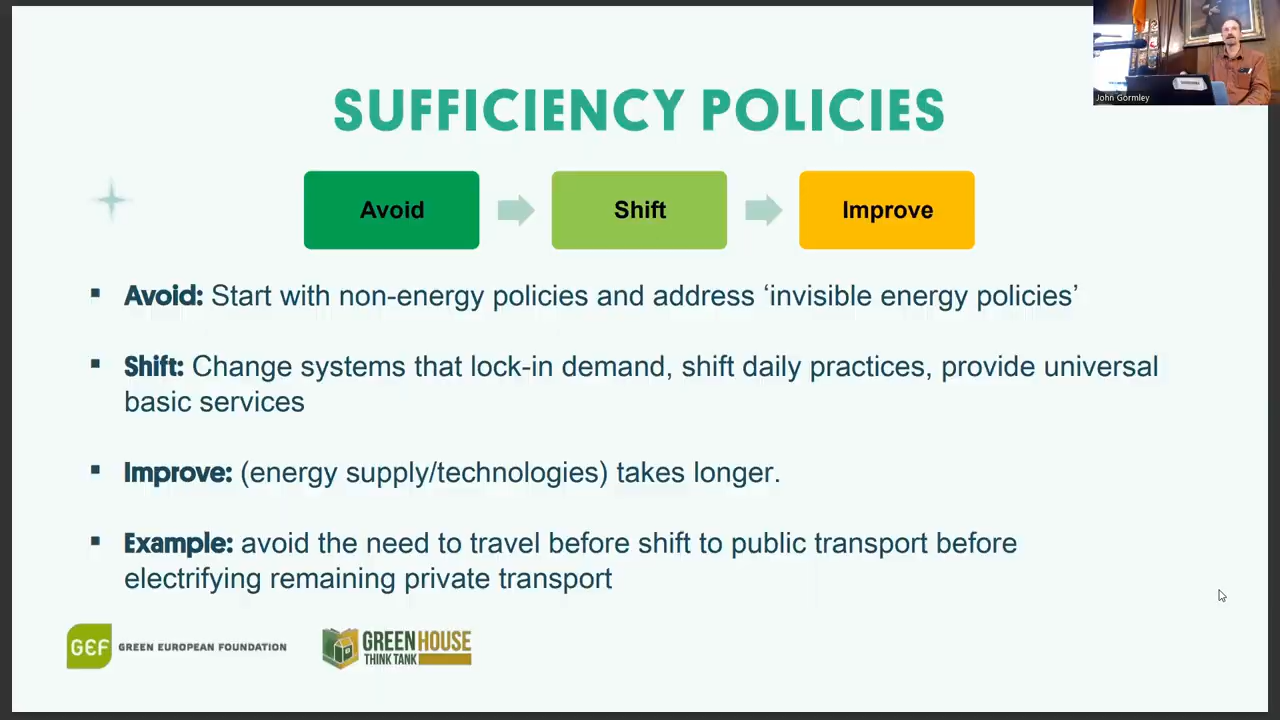 John Gormley
SUFFICIENCY POLICIES
Avoid
Shift
Improve
▪ Avoid: Start with non-energy policies and address ‘invisible energy policies’
▪ Shift: Change systems that lock-in demand, shift daily practices, provide universal
basic services
▪ Improve: (energy supply/technologies) takes longer.
▪ Example: avoid the need to travel before shift to public transport before
electrifying remaining private transport
GEF GREEN EUROPEAN FOUNDATION
GREEN HOUSE
THINK TANK